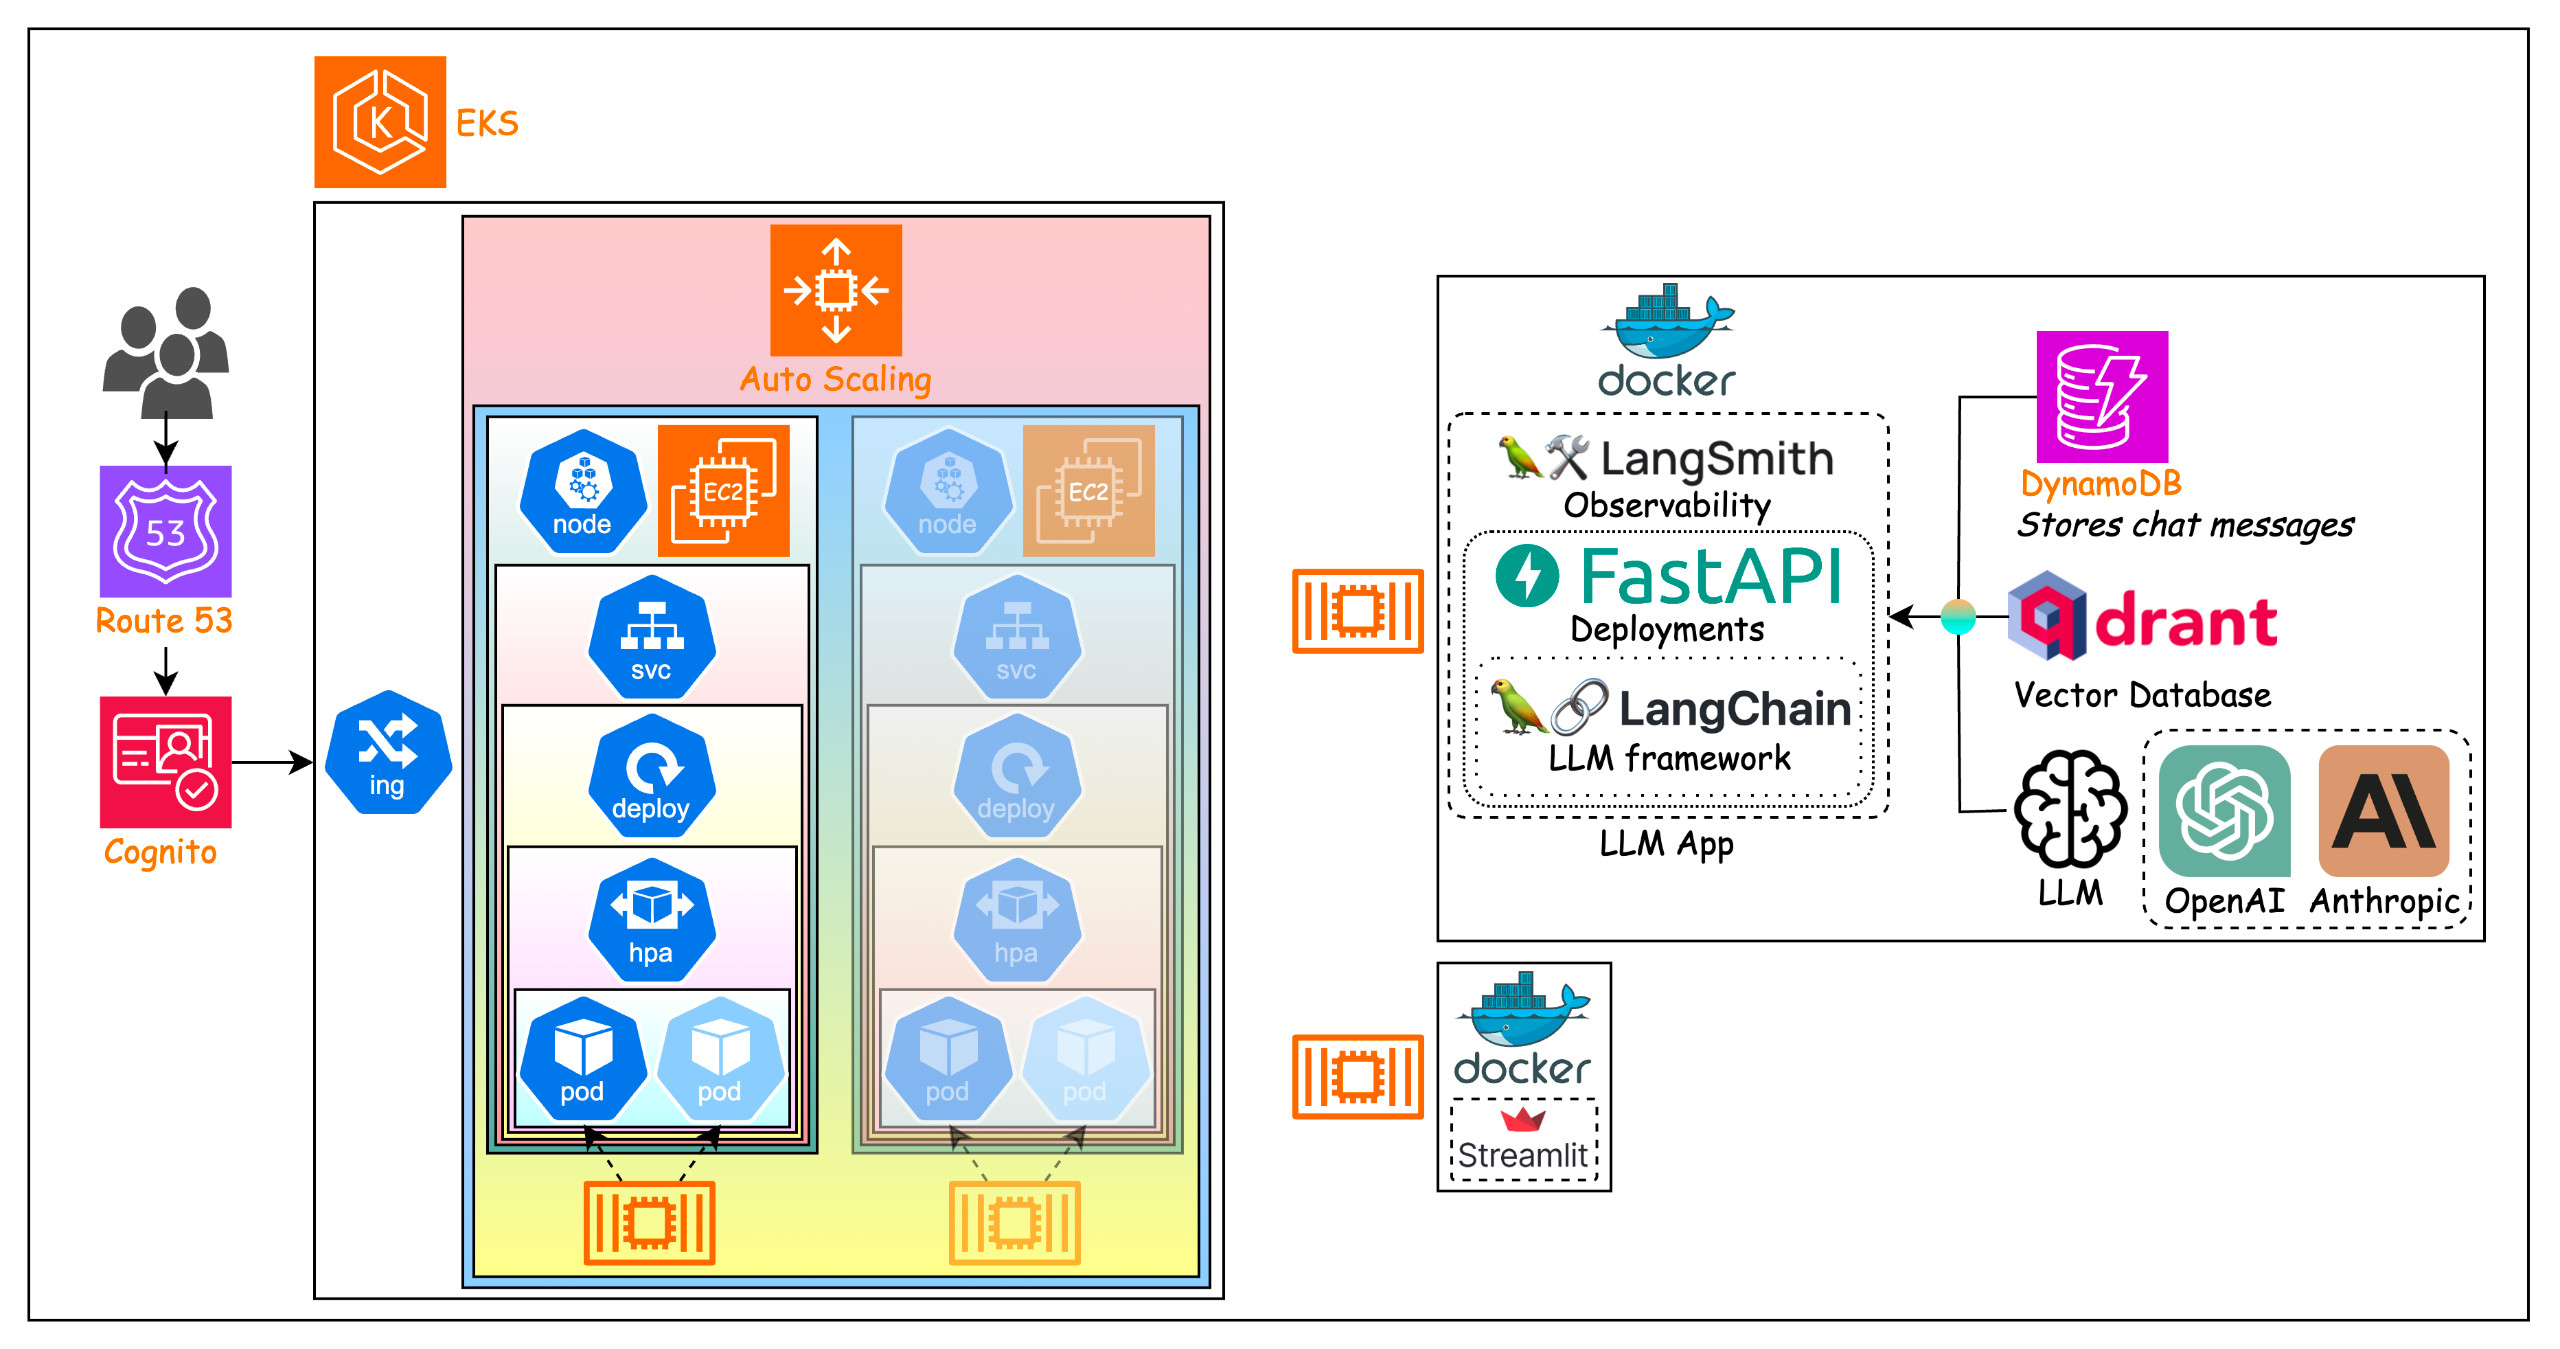 EKS
Auto Scaling
53
Route 53
Cognito
ing
node
EC2
svc
deploy
hpa
pod
pod
node
EC2
svc
deploy
hpa
pod
pod
docker
LangSmith
Observability
FastAPI
Deployments
LangChain
LLM framework
LLM App
DynamoDB
Stores chat messages
qdrant
Vector Database
LLM
OpenAI
Anthropic
docker
Streamlit